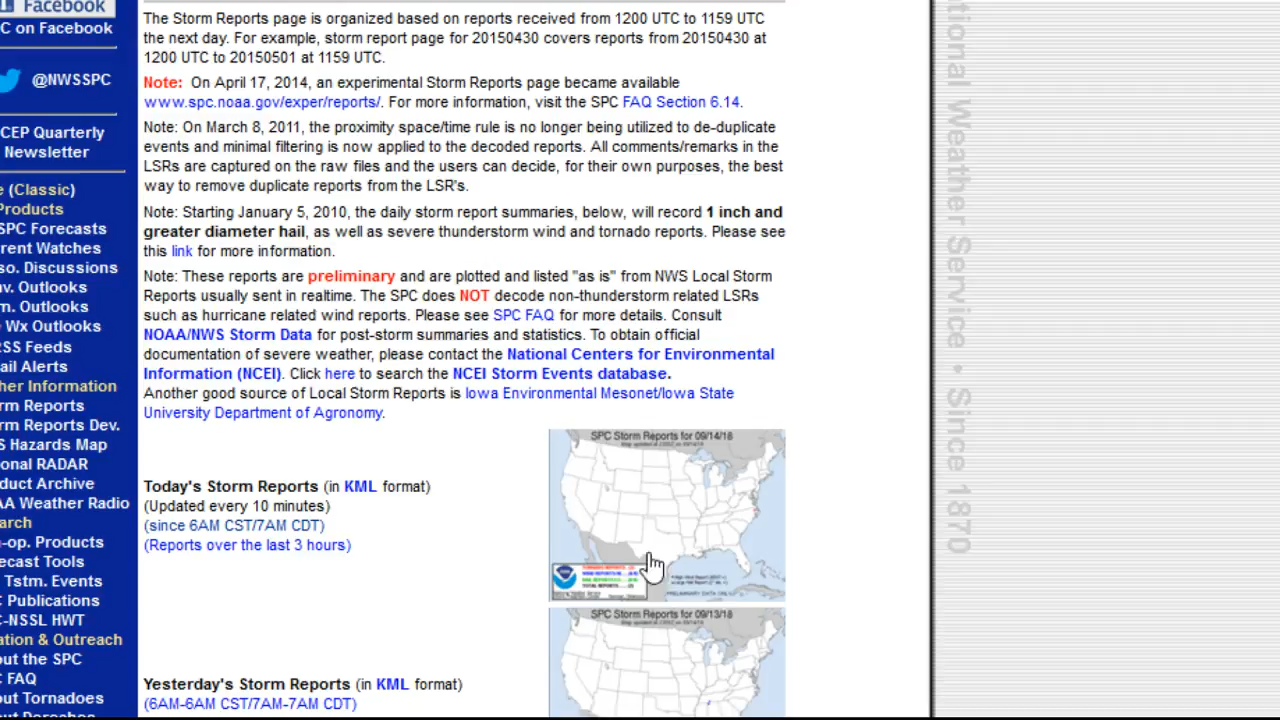 Facebook
C on Facebook
@NWSSPC
CEP Quarterly
Newsletter
e (Classic)
Products
SPC Forecasts
rent Watches
so. Discussions
v. Outlooks
m. Outlooks
Wx Outlooks
SS Feeds
ail Alerts
her Information
rm Reports
rm Reports Dev.
S Hazards Map
onal RADAR
duct Archive
AA Weather Radio
arch
-op. Products
ecast Tools
Tstm. Events
C Publications
C-NSSL HWT
ation & Outreach
out the SPC
C FAQ
out Tornadoes
out Derechos
The Storm Reports page is organized based on reports received from 1200 UTC to 1159 UTC
the next day. For example, storm report page for 20150430 covers reports from 20150430 at
1200 UTC to 20150501 at 1159 UTC.
Note: On April 17, 2014, an experimental Storm Reports page became available
www.spc.noaa.gov/exper/reports/. For more information, visit the SPC FAQ Section 6.14.
Note: On March 8, 2011, the proximity space/time rule is no longer being utilized to de-duplicate
events and minimal filtering is now applied to the decoded reports. All comments/remarks in the
LSRs are captured on the raw files and the users can decide, for their own purposes, the best
way to remove duplicate reports from the LSR's.
Note: Starting January 5, 2010, the daily storm report summaries, below, will record 1 inch and
greater diameter hail, as well as severe thunderstorm wind and tornado reports. Please see
this link for more information.
Note: These reports are preliminary and are plotted and listed "as is" from NWS Local Storm
Reports usually sent in realtime. The SPC does NOT decode non-thunderstorm related LSRs
such as hurricane related wind reports. Please see SPC FAQ for more details. Consult
NOAA/NWS Storm Data for post-storm summaries and statistics. To obtain official
documentation of severe weather, please contact the National Centers for Environmental
Information (NCEI). Click here to search the NCEI Storm Events database.
Another good source of Local Storm Reports is Iowa Environmental Mesonet/Iowa State
University Department of Agronomy.
Today's Storm Reports (in KML format)
(Updated every 10 minutes)
(since 6AM CST/7AM CDT)
(Reports over the last 3 hours)
SPC Storm Reports for 09/14/18
PRELIMINARY DATA ONLY
Yesterday's Storm Reports (in KML format)
(6AM-6AM CST/7AM-7AM CDT)
SPC Storm Reports for 09/13/18
tional Weather Service • Since 1870